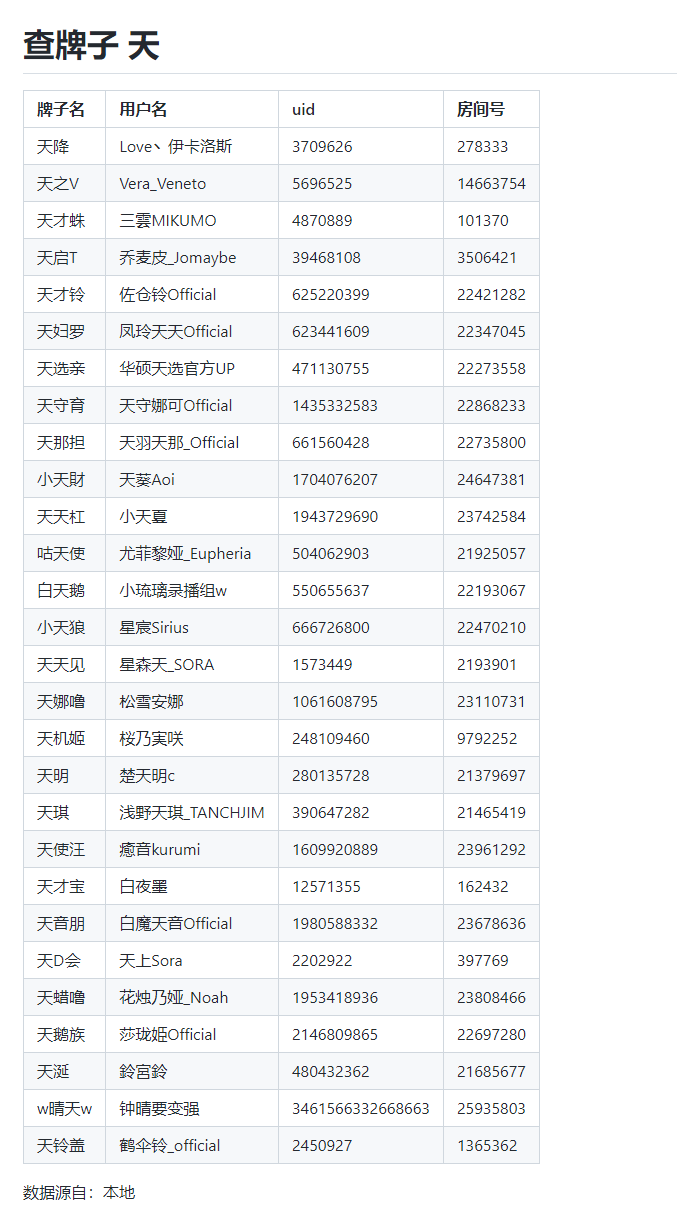 查牌子 天
牌子名 用户名 uid 房间号
天降 Love丶伊卡洛斯 3709626 278333
天之V Vera_Veneto 5696525 14663754
天才蛛 三雲MIKUMO 4870889 101370
天启T 乔麦皮_Jomaybe 39468108 3506421
天才铃 佐仓铃Official 625220399 22421282
天妇罗 凤玲天天Official 623441609 22347045
天选亲 华硕天选官方UP 471130755 22273558
天守育 天守娜可Official 1435332583 22868233
天那担 天羽天那_Official 661560428 22735800
小天財 天葵Aoi 1704076207 24647381
天天杠 小天夏 1943729690 23742584
咕天使 尤菲黎娅_Eupheria 504062903 21925057
白天鹅 小琉璃录播组w 550655637 22193067
小天狼 星宸Sirius 666726800 22470210
天天见 星森天_SORA 1573449 2193901
天娜噜 松雪安娜 1061608795 23110731
天机姬 桜乃実咲 248109460 9792252
天明 楚天明c 280135728 21379697
天琪 浅野天琪_TANCHJIM 390647282 21465419
天使汪 癒音kurumi 1609920889 23961292
天才宝 白夜墨 12571355 162432
天音朋 白魔天音Official 1980588332 23678636
天D会 天上Sora 2202922 397769
天蜡噜 花烛乃娅_Noah 1953418936 23808466
天鹅族 莎珑姫Official 2146809865 22697280
天涎 鈴宮鈴 480432362 21685677
w晴天w 钟晴要变强 3461566332668663 25935803
天铃盖 鹤伞铃_official 2450927 1365362
数据源自：本地